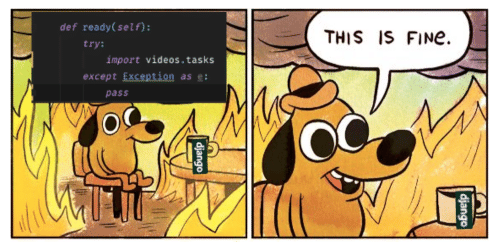 def ready(self):
try:
import videos.tasks
except Exception as e:
pass
django
THIS IS FINE.
django